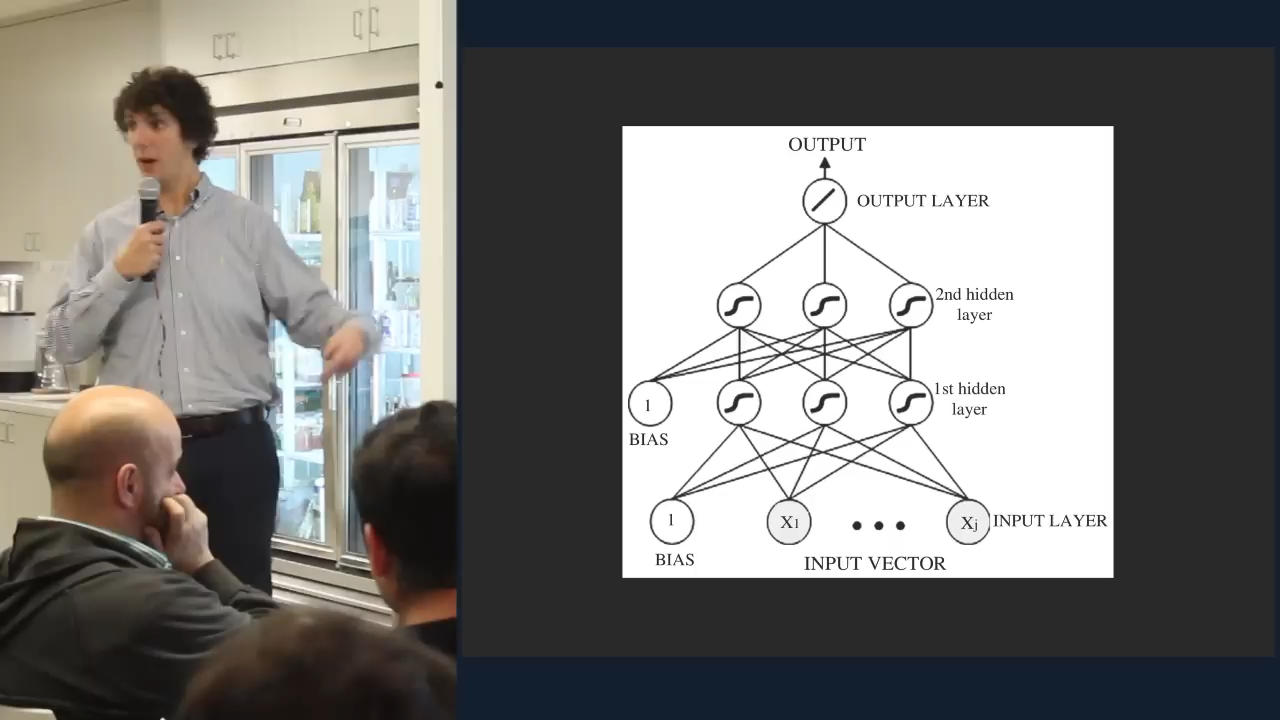 OUTPUT
OUTPUT LAYER
2nd hidden
layer
1
1st hidden
layer
BIAS
1
X1
Xj
INPUT LAYER
BIAS
INPUT VECTOR